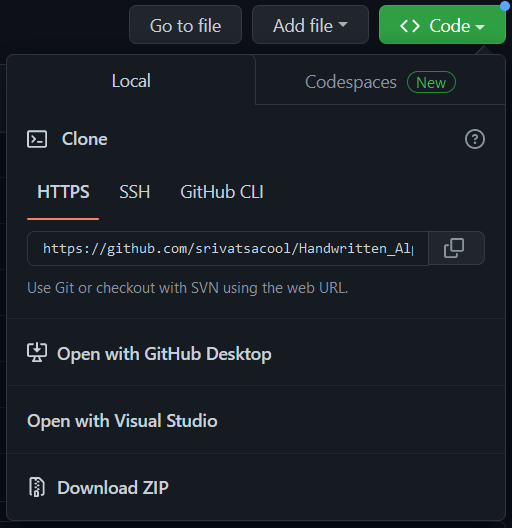 Go to file Add file Code
Local Codespaces New
Clone
HTTPS SSH GitHub CLI
https://github.com/srivatsacool/Handwritten_Alp
Use Git or checkout with SVN using the web URL.
Open with GitHub Desktop
Open with Visual Studio
Download ZIP